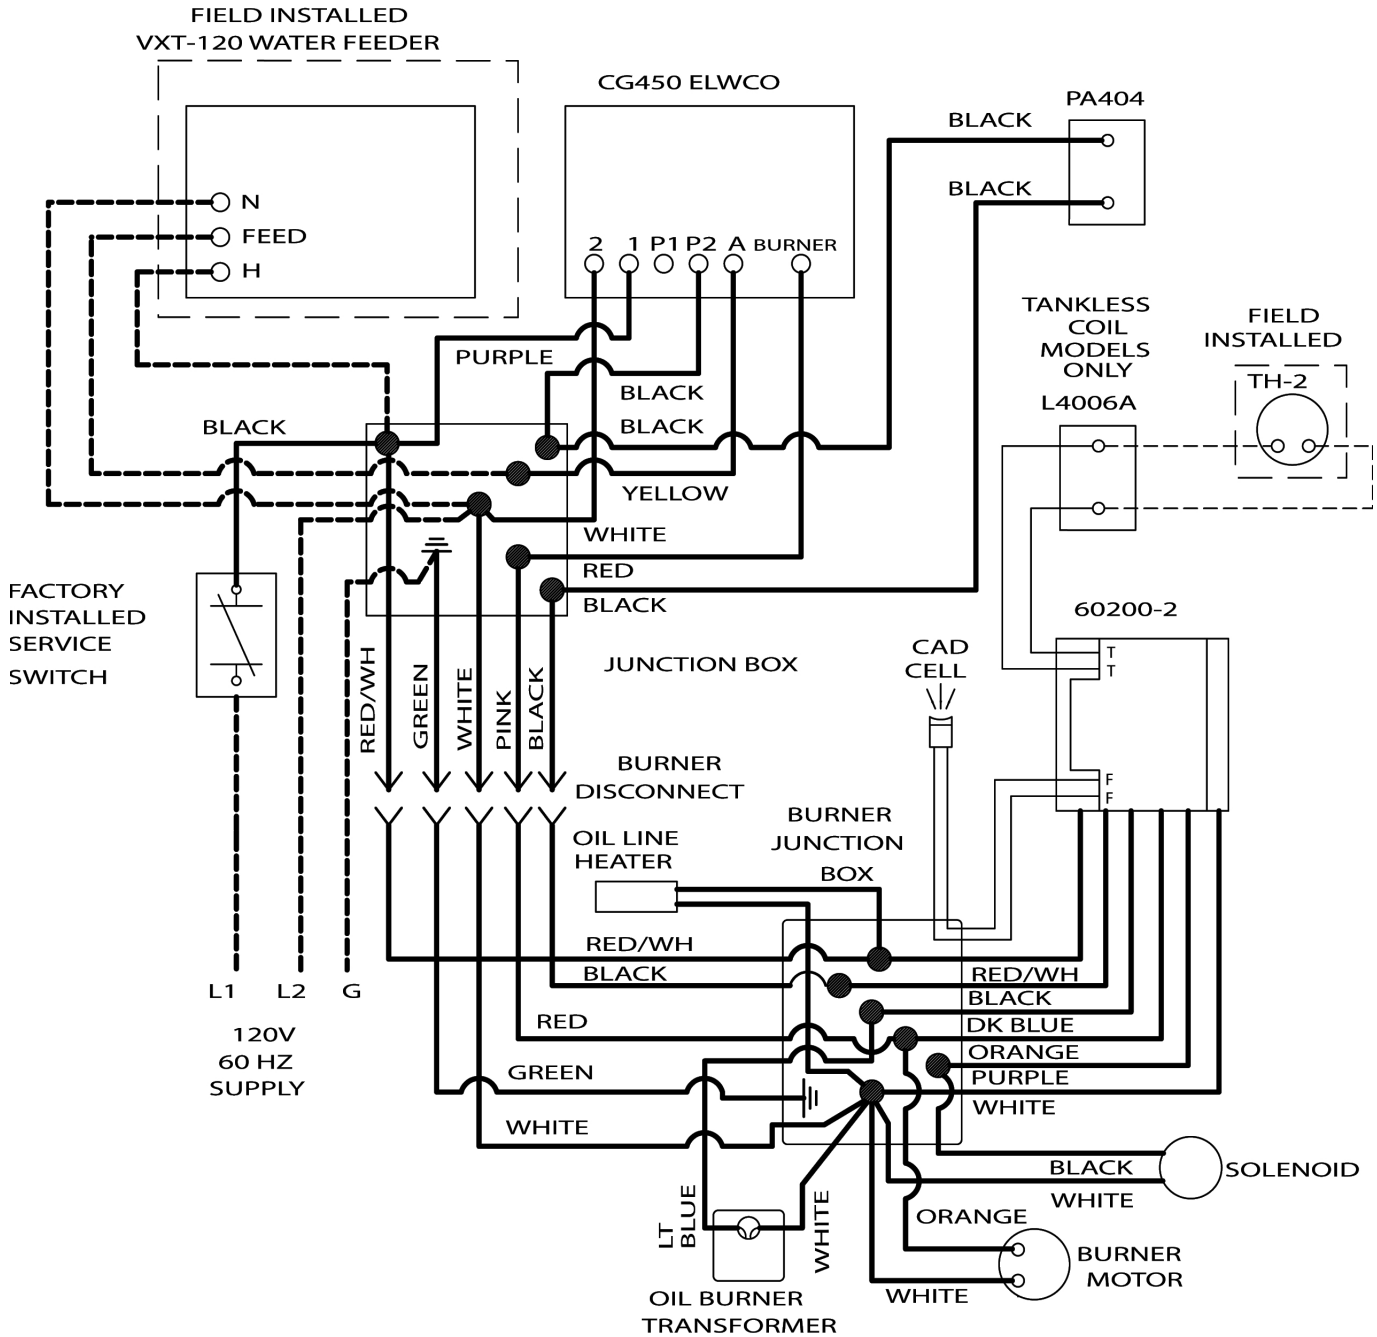 FIELD INSTALLED
VXT-120 WATER FEEDER
CG450 ELWCO
PA404
BLACK
BLACK
N
FEED
H
2 1 P1 P2 A BURNER
TANKLESS
COIL
MODELS
ONLY
L4006A
FIELD
INSTALLED
TH-2
PURPLE
BLACK
BLACK
BLACK
YELLOW
WHITE
RED
BLACK
FACTORY
INSTALLED
SERVICE
SWITCH
60200-2
T
T
F
F
CAD
CELL
JUNCTION BOX
RED/WH
GREEN
WHITE
PINK
BLACK
BURNER
DISCONNECT
BURNER
JUNCTION
BOX
OIL LINE
HEATER
RED/WH
BLACK
RED/WH
BLACK
DK BLUE
ORANGE
PURPLE
WHITE
L1 L2 G
120V
60 HZ
SUPPLY
RED
GREEN
WHITE
BLACK
SOLENOID
WHITE
LT
BLUE
WHITE
ORANGE
BURNER
MOTOR
WHITE
OIL BURNER
TRANSFORMER